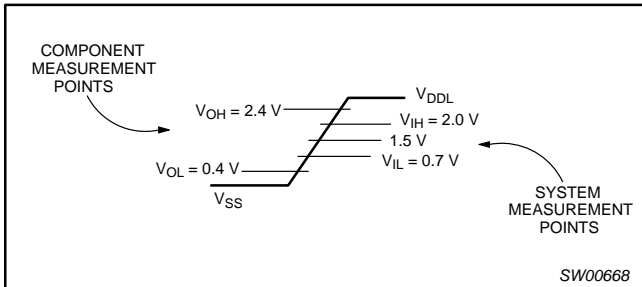 COMPONENT
MEASUREMENT
POINTS
VOH = 2.4 V
VOL = 0.4 V
VSS
VDDL
VIH = 2.0 V
1.5 V
VIL = 0.7 V
SYSTEM
MEASUREMENT
POINTS
SW00668